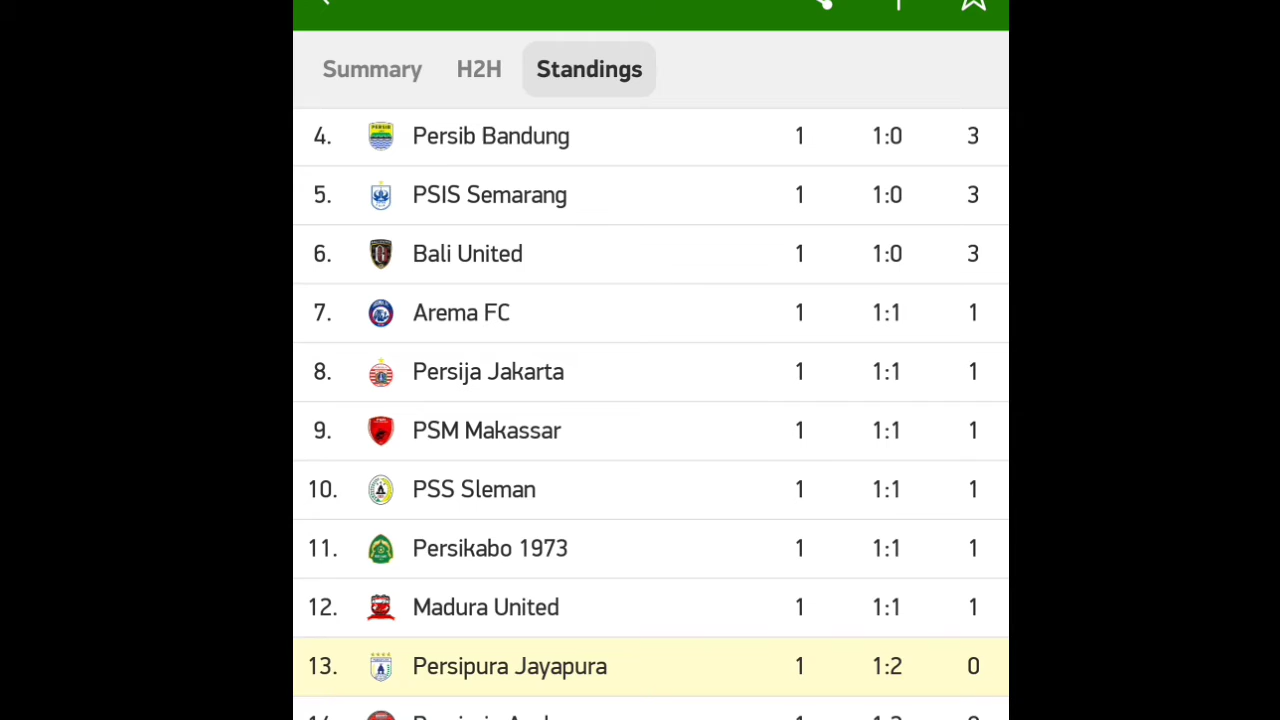 Summary H2H Standings
4. Persib Bandung 1 1:0 3
5. PSIS Semarang 1 1:0 3
6. Bali United 1 1:0 3
7. Arema FC 1 1:1 1
8. Persija Jakarta 1 1:1 1
9. PSM Makassar 1 1:1 1
10. PSS Sleman 1 1:1 1
11. Persikabo 1973 1 1:1 1
12. Madura United 1 1:1 1
13. Persipura Jayapura 1 1:2 0